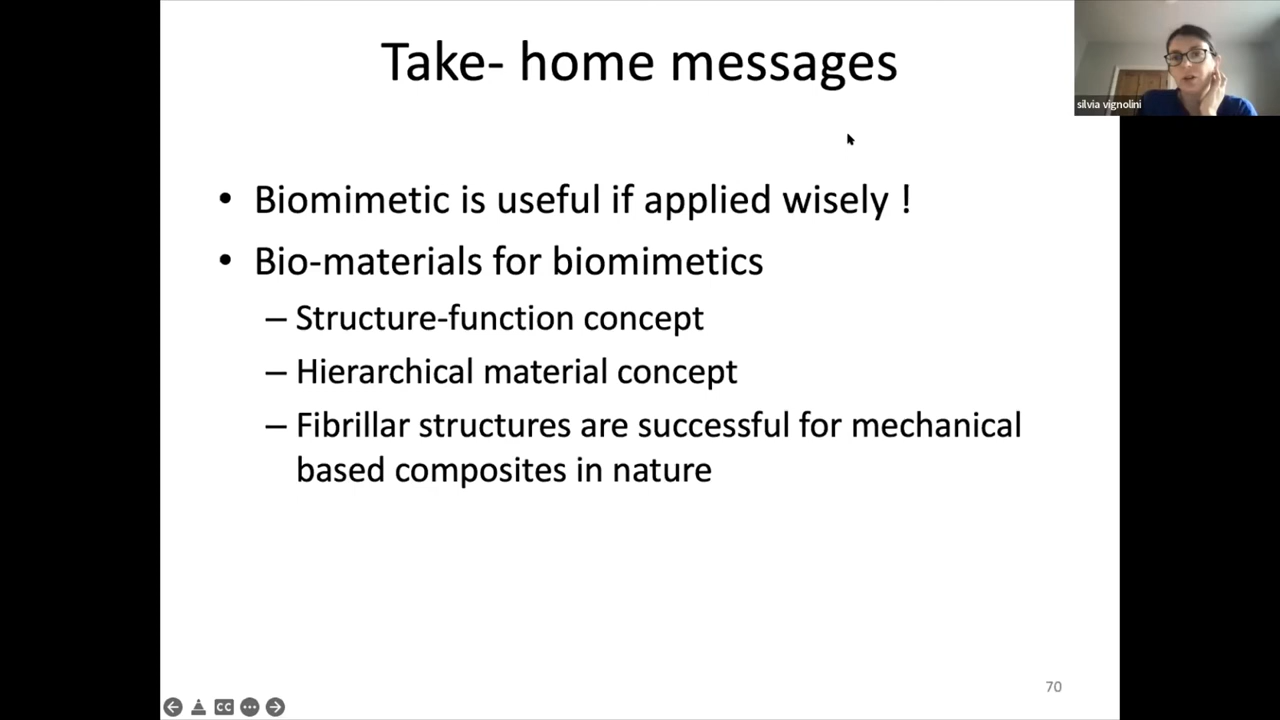 Take- home messages
silvia vignolini
• Biomimetic is useful if applied wisely !
• Bio-materials for biomimetics
– Structure-function concept
– Hierarchical material concept
– Fibrillar structures are successful for mechanical
based composites in nature
70
CC